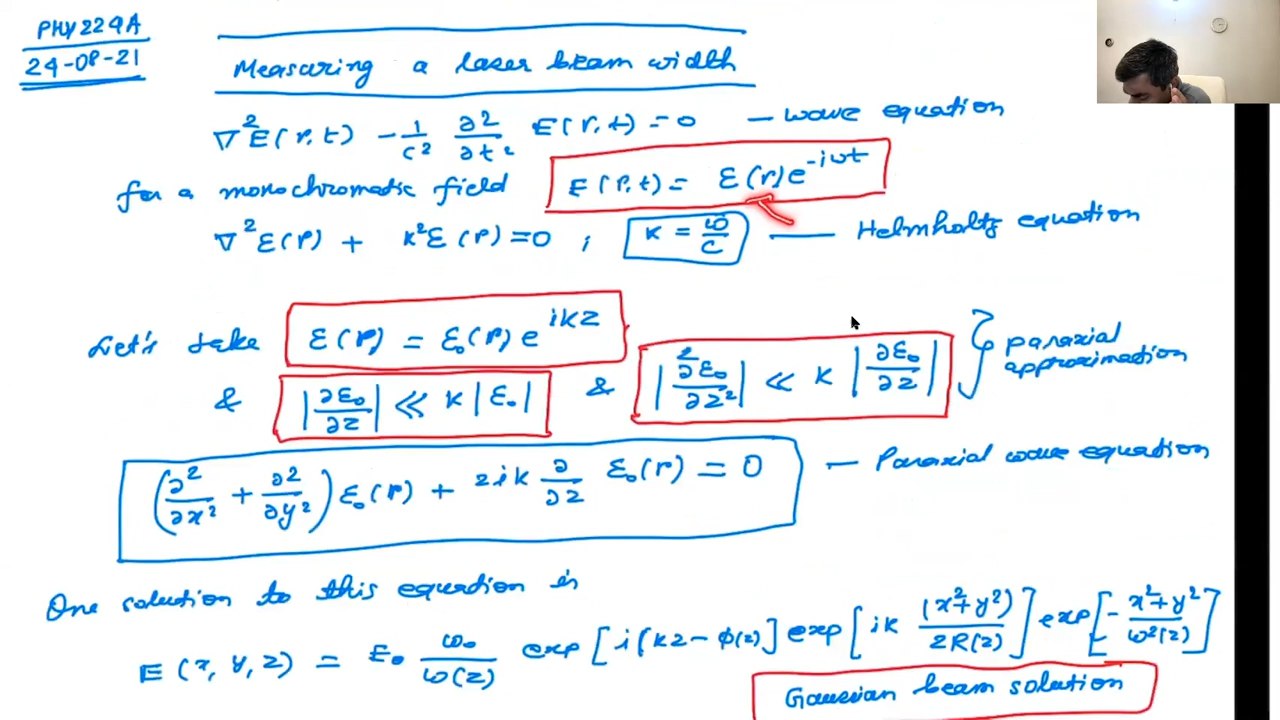 PHY224A
24-08-21
Measuring a laser beam width
∇²E(r,t) - 1/c² ∂²/∂t² E(r,t) = 0 — wave equation
for a monochromatic field E(r,t) = ℰ(r)e^{-iωt}
∇²ℰ(r) + k²ℰ(r) = 0 ; k = ω/c — Helmholtz equation
Let's take ℰ(r) = ℰ₀(r) e^{ikz}
& |∂ℰ₀/∂z| ≪ k|ℰ₀| & |∂²ℰ₀/∂z²| ≪ k|∂ℰ₀/∂z| } paraxial approximation
(∂²/∂x² + ∂²/∂y²) ℰ₀(r) + 2ik ∂/∂z ℰ₀(r) = 0 — Paraxial wave equation
One solution to this equation is
E(x,y,z) = E₀ ω₀/ω(z) exp[i(kz - φ(z)] exp[ik (x²+y²)/2R(z)] exp[- x²+y²/ω²(z)]
Gaussian beam solution